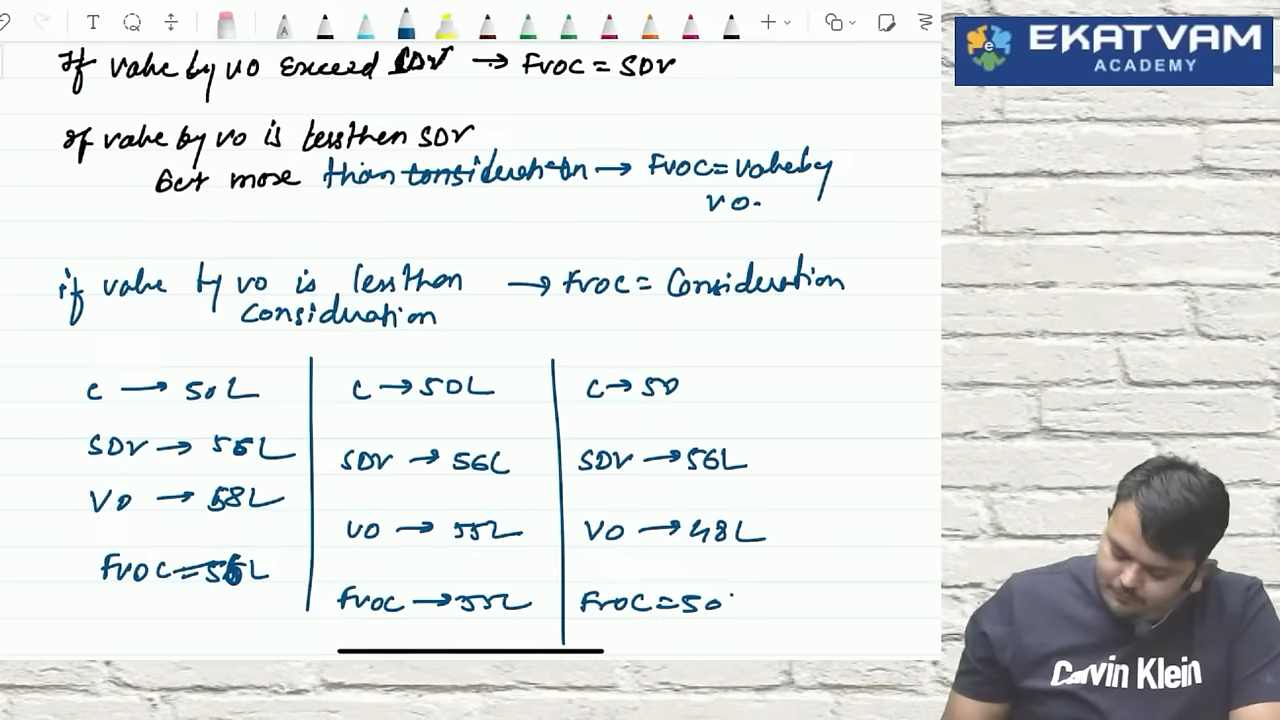 EKATVAM
ACADEMY
If value by vo exceed SDV → FVOC = SDV
If value by vo is less then SDV
but more than consideration → FVOC = value by
vo.
if value by vo is less than → FVOC = Consideration
consideration
C → 50L
SDV → 56L
VO → 58L
FVOC = 56L
C → 50L
SDV → 56L
VO → 55L
FVOC → 55L
C → 50
SDV → 56L
VO → 48L
FVOC = 50
Calvin Klein